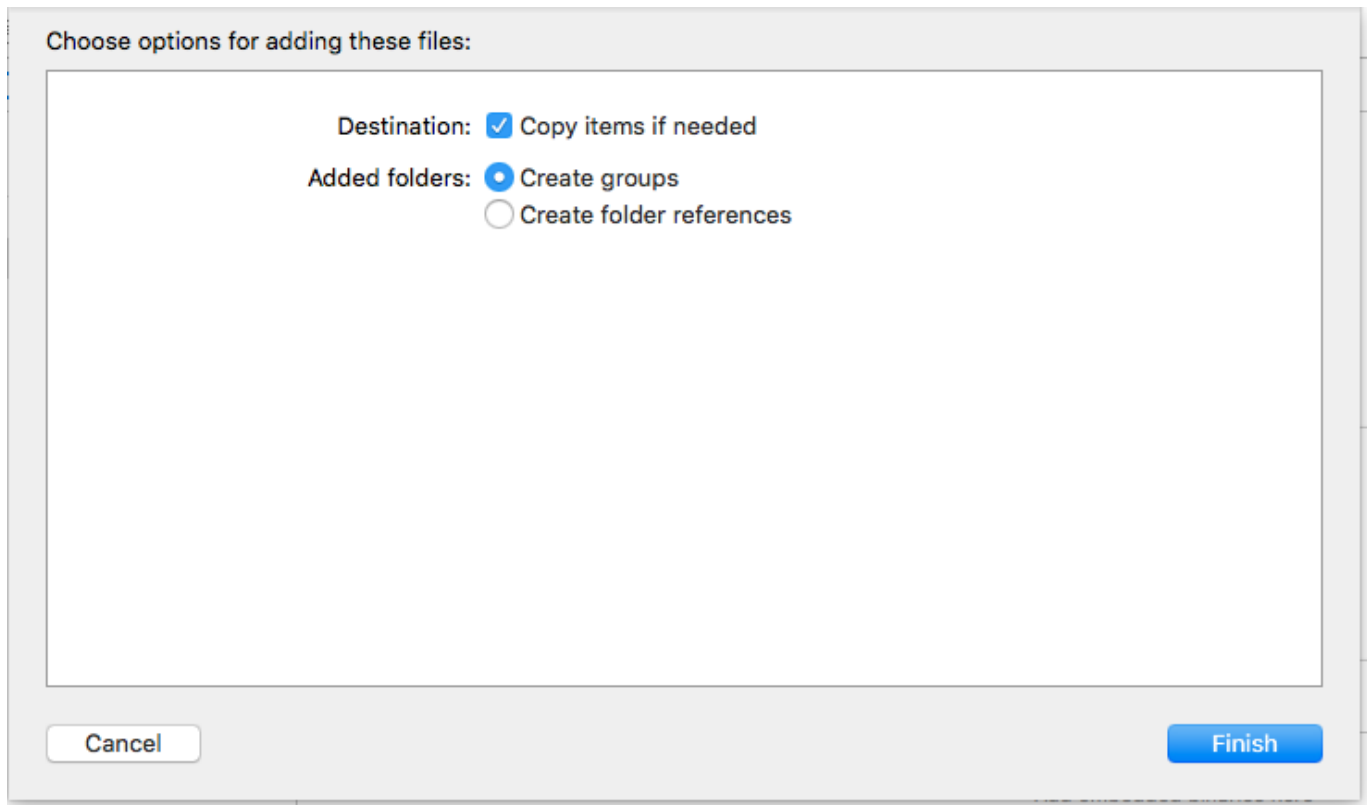 Choose options for adding these files:
Destination: Copy items if needed
Added folders: Create groups
Create folder references
Cancel
Finish